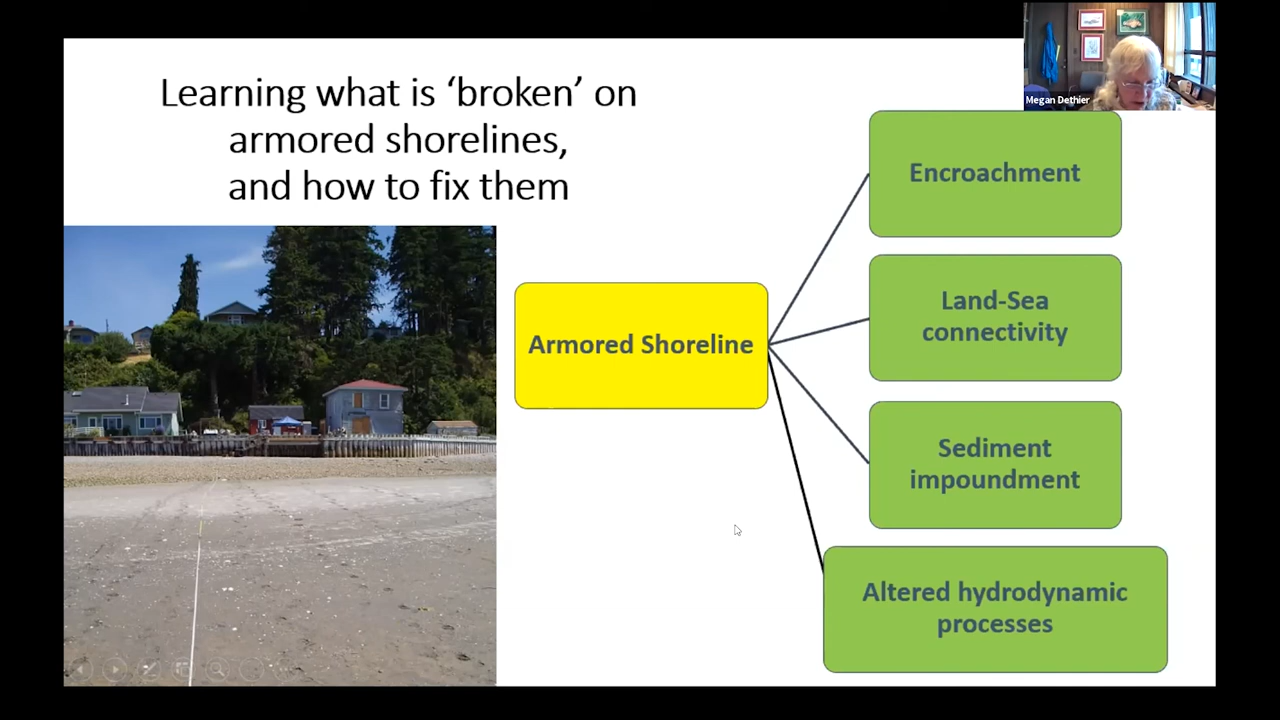 Learning what is ‘broken’ on
armored shorelines,
and how to fix them
Megan Dethier
Encroachment
Land-Sea
connectivity
Armored Shoreline
Sediment
impoundment
Altered hydrodynamic
processes